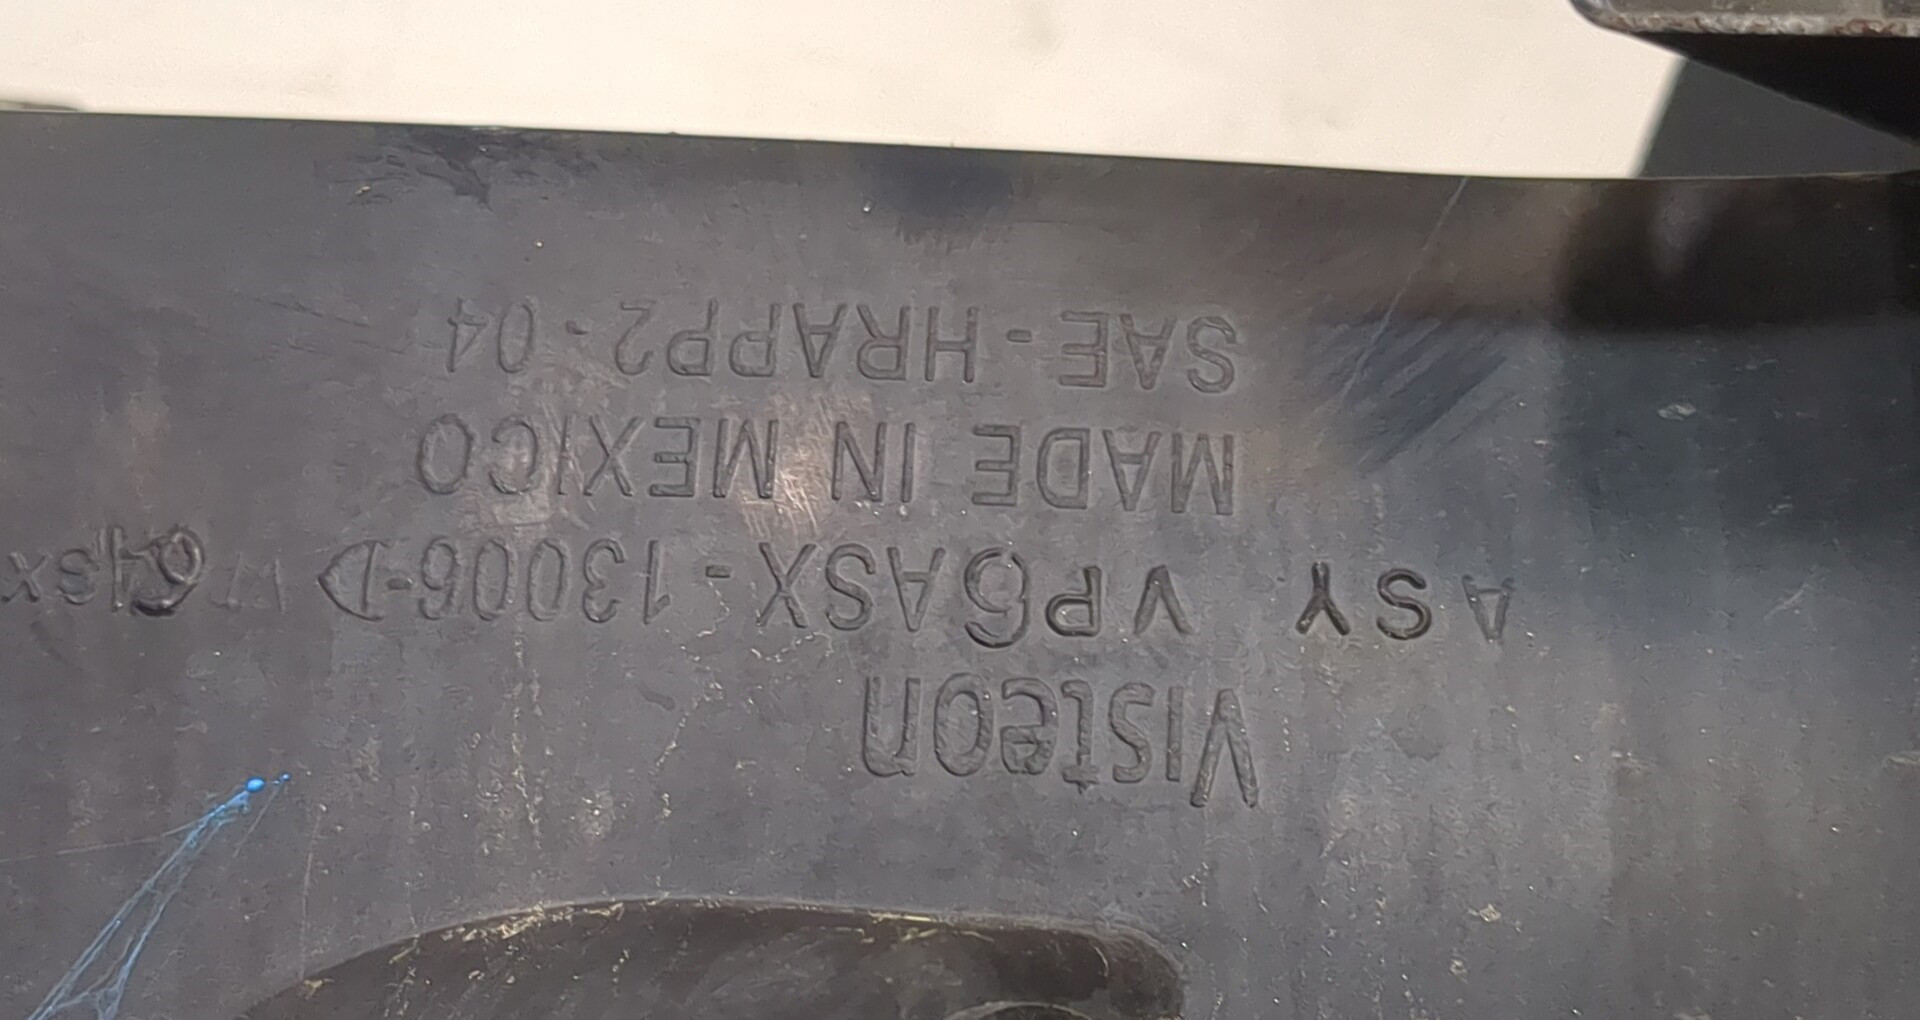 Visteon
ASY VP6ASX-13006-D
MADE IN MEXICO
SAE-HRAPP2-04